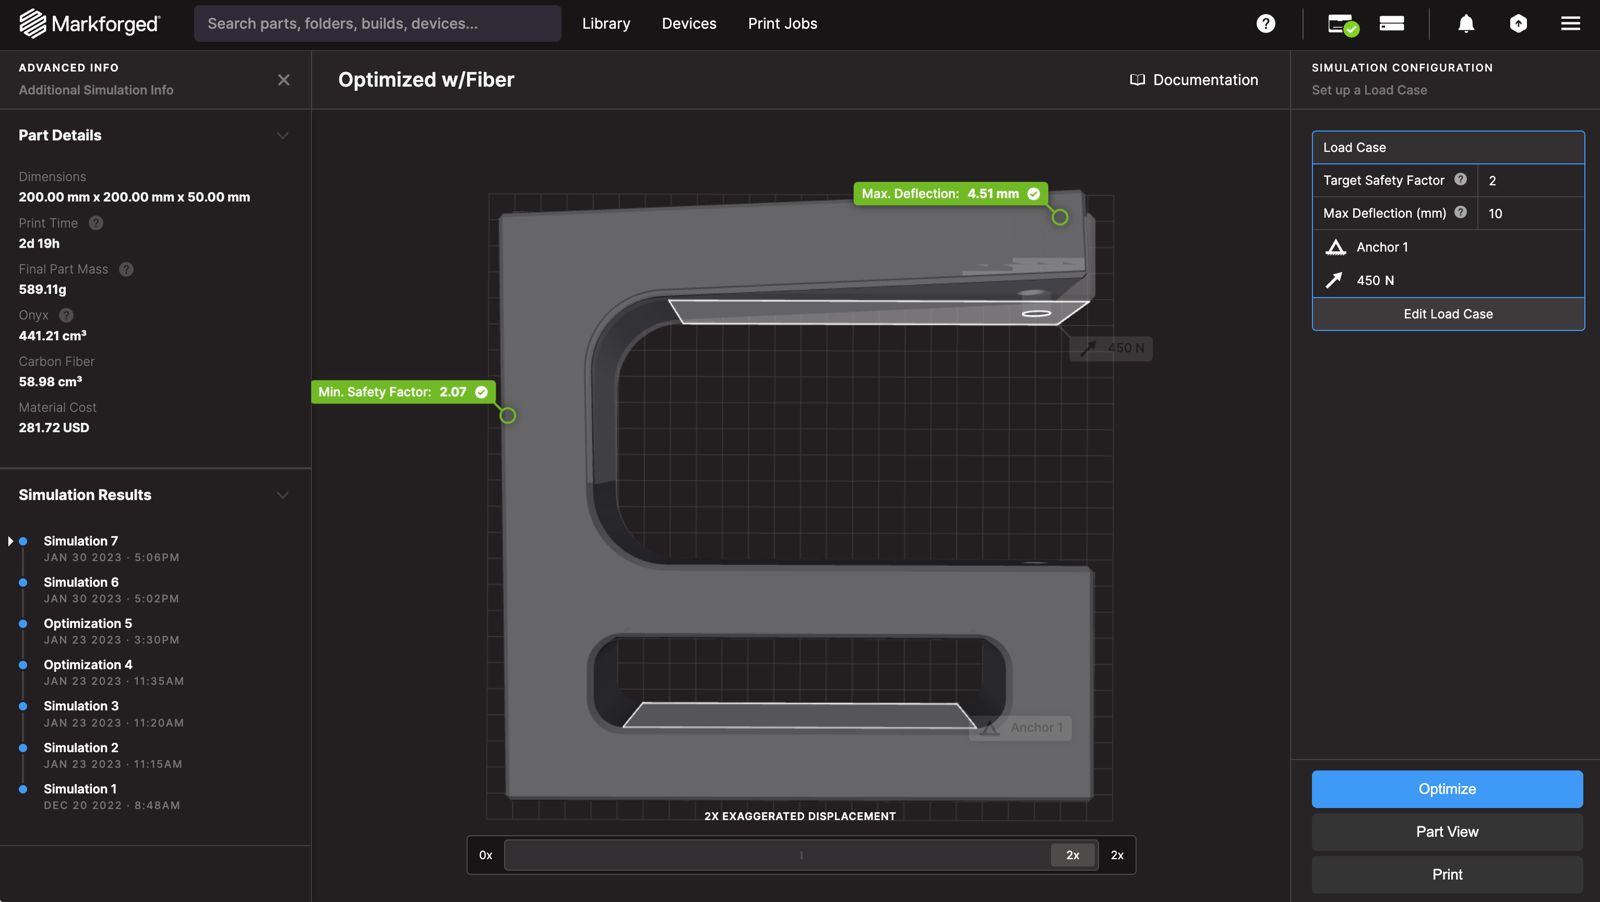 Markforged
Search parts, folders, builds, devices...
Library
Devices
Print Jobs
?
ADVANCED INFO
Additional Simulation Info
Optimized w/Fiber
Documentation
SIMULATION CONFIGURATION
Set up a Load Case
Part Details
Dimensions
200.00 mm x 200.00 mm x 50.00 mm
Print Time ?
2d 19h
Final Part Mass ?
589.11g
Onyx ?
441.21 cm³
Carbon Fiber
58.98 cm³
Material Cost
281.72 USD
Simulation Results
Simulation 7
JAN 30 2023 · 5:06PM
Simulation 6
JAN 30 2023 · 5:02PM
Optimization 5
JAN 23 2023 · 3:30PM
Optimization 4
JAN 23 2023 · 11:35AM
Simulation 3
JAN 23 2023 · 11:20AM
Simulation 2
JAN 23 2023 · 11:15AM
Simulation 1
DEC 20 2022 · 8:48AM
Max. Deflection: 4.51 mm
450 N
Min. Safety Factor: 2.07
Anchor 1
2X EXAGGERATED DISPLACEMENT
0x
2x
2x
Load Case
Target Safety Factor ? 2
Max Deflection (mm) ? 10
Anchor 1
450 N
Edit Load Case
Optimize
Part View
Print